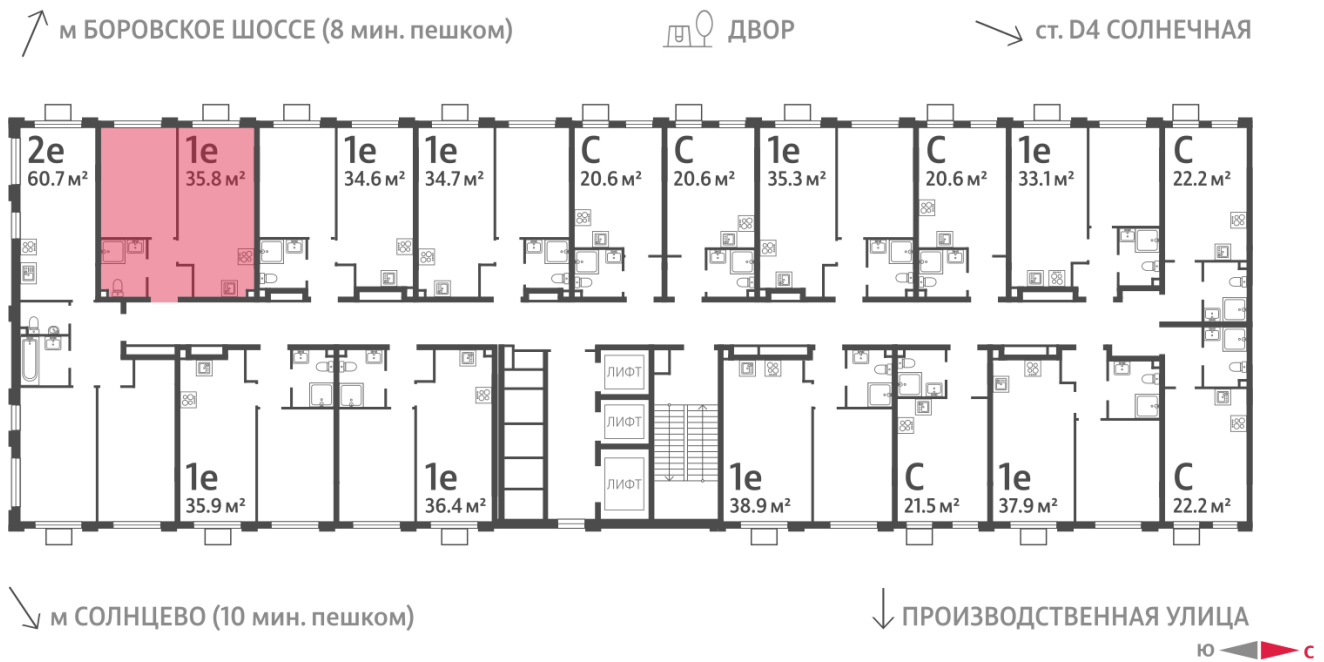 м БОРОВСКОЕ ШОССЕ (8 мин. пешком)
ДВОР
ст. D4 СОЛНЕЧНАЯ
2е
60.7 м²
1е
35.8 м²
1е
34.6 м²
1е
34.7 м²
С
20.6 м²
С
20.6 м²
1е
35.3 м²
С
20.6 м²
1е
33.1 м²
С
22.2 м²
ЛИФТ
ЛИФТ
ЛИФТ
1е
35.9 м²
1е
36.4 м²
1е
38.9 м²
С
21.5 м²
1е
37.9 м²
С
22.2 м²
м СОЛНЦЕВО (10 мин. пешком)
ПРОИЗВОДСТВЕННАЯ УЛИЦА
Ю
С